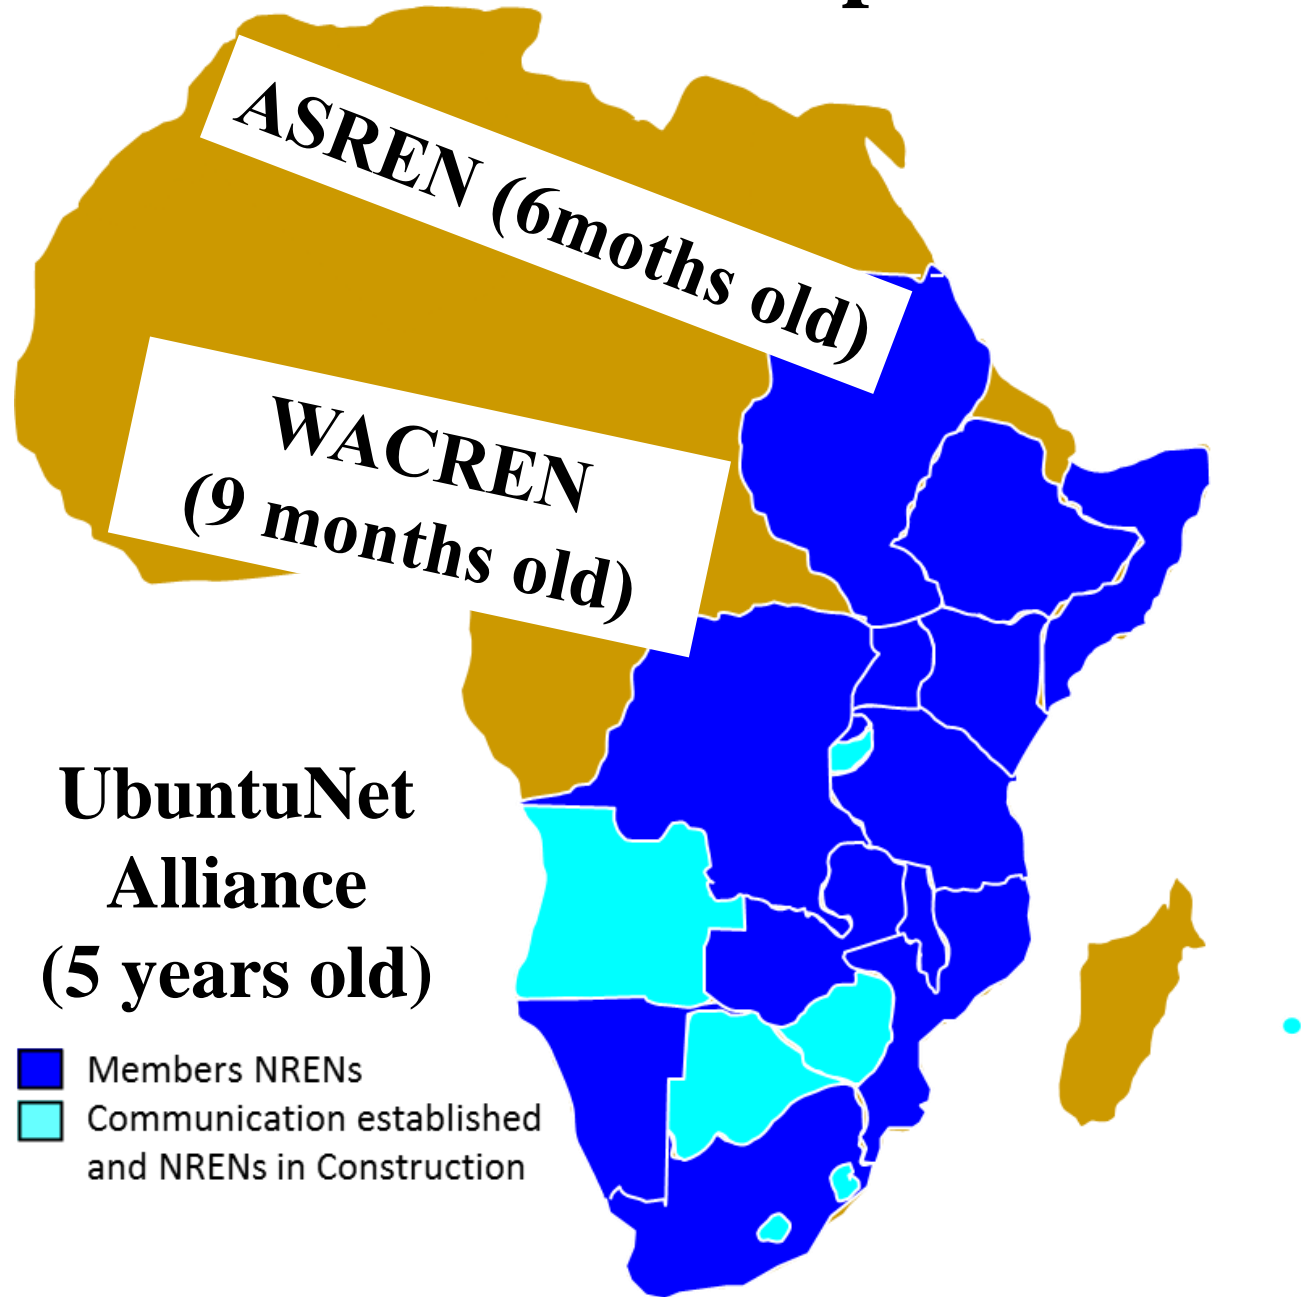 ASREN (6moths old)
WACREN
(9 months old)
UbuntuNet
Alliance
(5 years old)
Members NRENs
Communication established
and NRENs in Construction